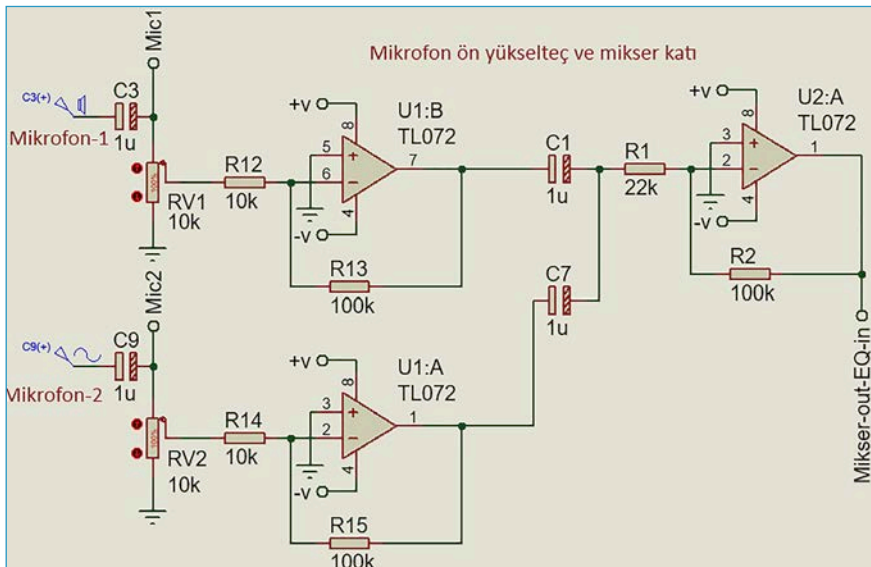 Mikrofon ön yükselteç ve mikser katı
Mic1
C3(+)
C3
1u
Mikrofon-1
RV1
10k
100%
R12
10k
+v
8
U1:B
TL072
5
6
7
4
-v
R13
100k
C1
1u
R1
22k
+v
8
U2:A
TL072
3
2
1
4
-v
R2
100k
C7
1u
Mikser-out-EQ-in
Mic2
C9(+)
C9
1u
Mikrofon-2
RV2
10k
100%
R14
10k
+v
8
U1:A
TL072
3
2
1
4
-v
R15
100k